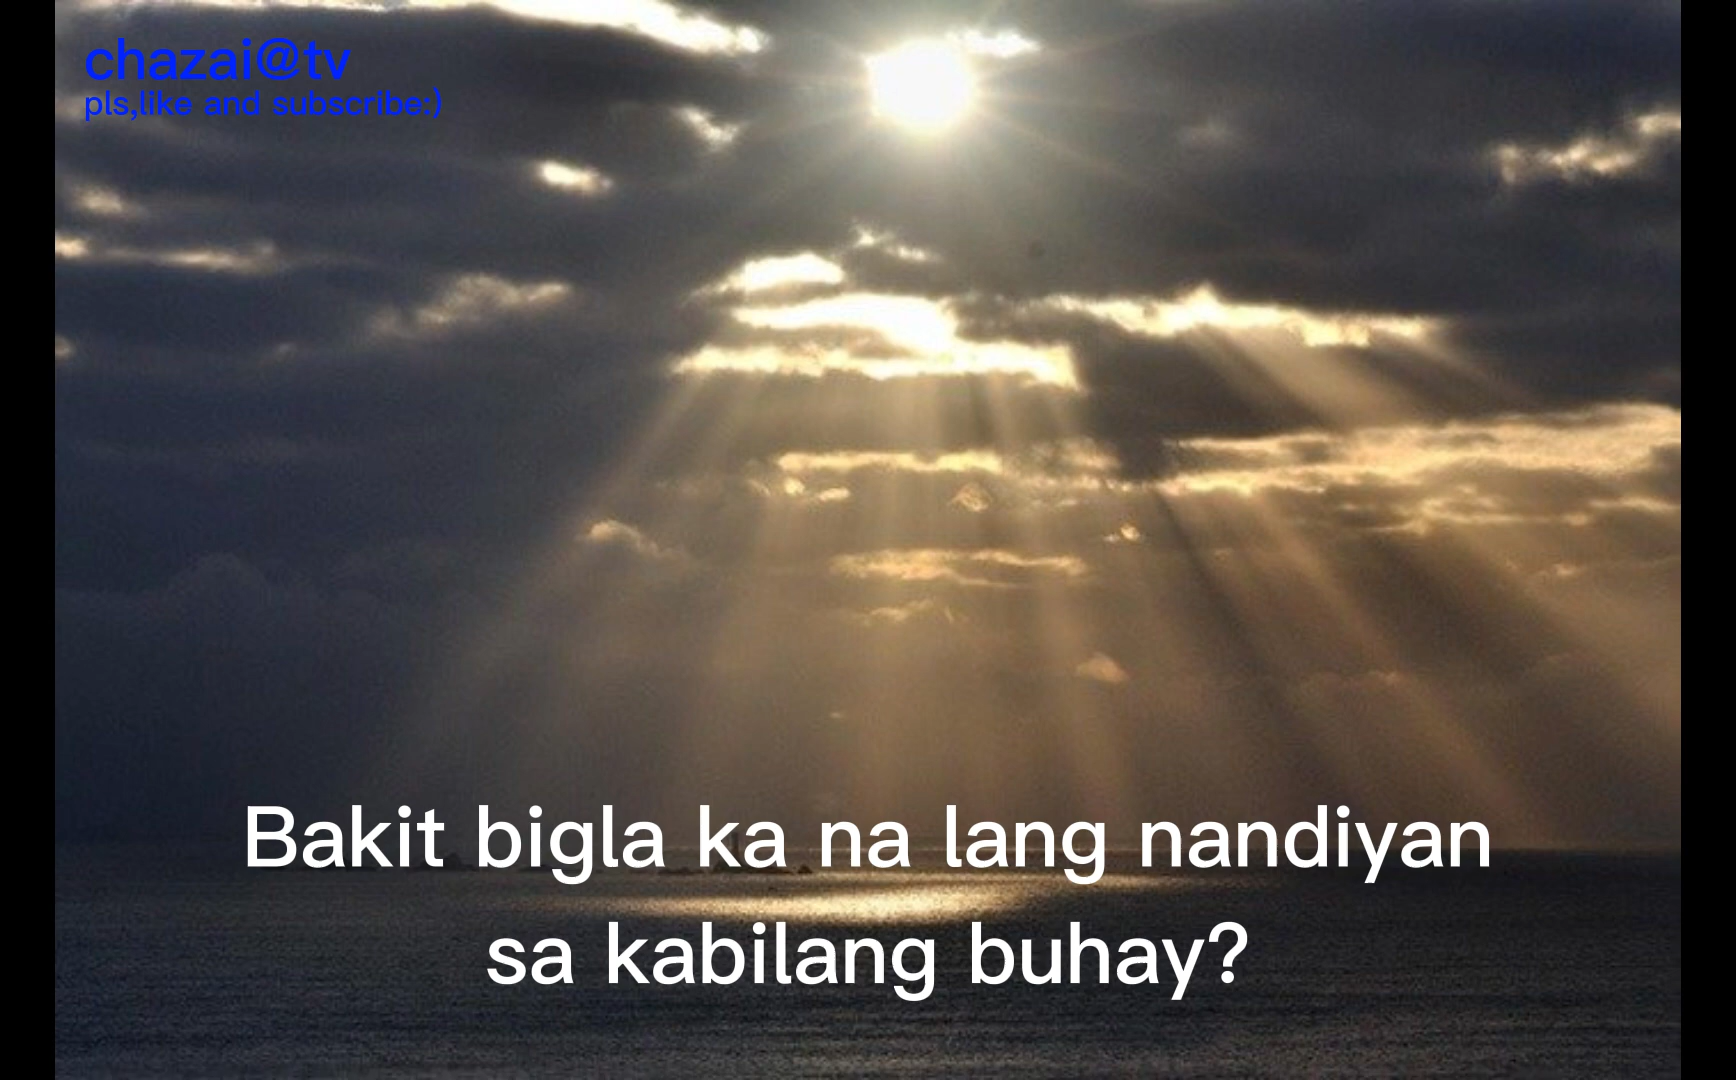 chazai@tv
pls,like and subscribe:)
Bakit bigla ka na lang nandiyan
sa kabilang buhay?